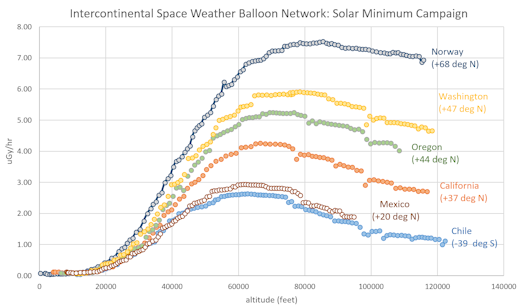 Intercontinental Space Weather Balloon Network: Solar Minimum Campaign
8.00
7.00
6.00
5.00
4.00
3.00
2.00
1.00
0.00
uGy/hr
Norway
(+68 deg N)
Washington
(+47 deg N)
Oregon
(+44 deg N)
California
(+37 deg N)
Mexico
(+20 deg N)
Chile
(-39 deg S)
0
20000
40000
60000
80000
100000
120000
140000
altitude (feet)